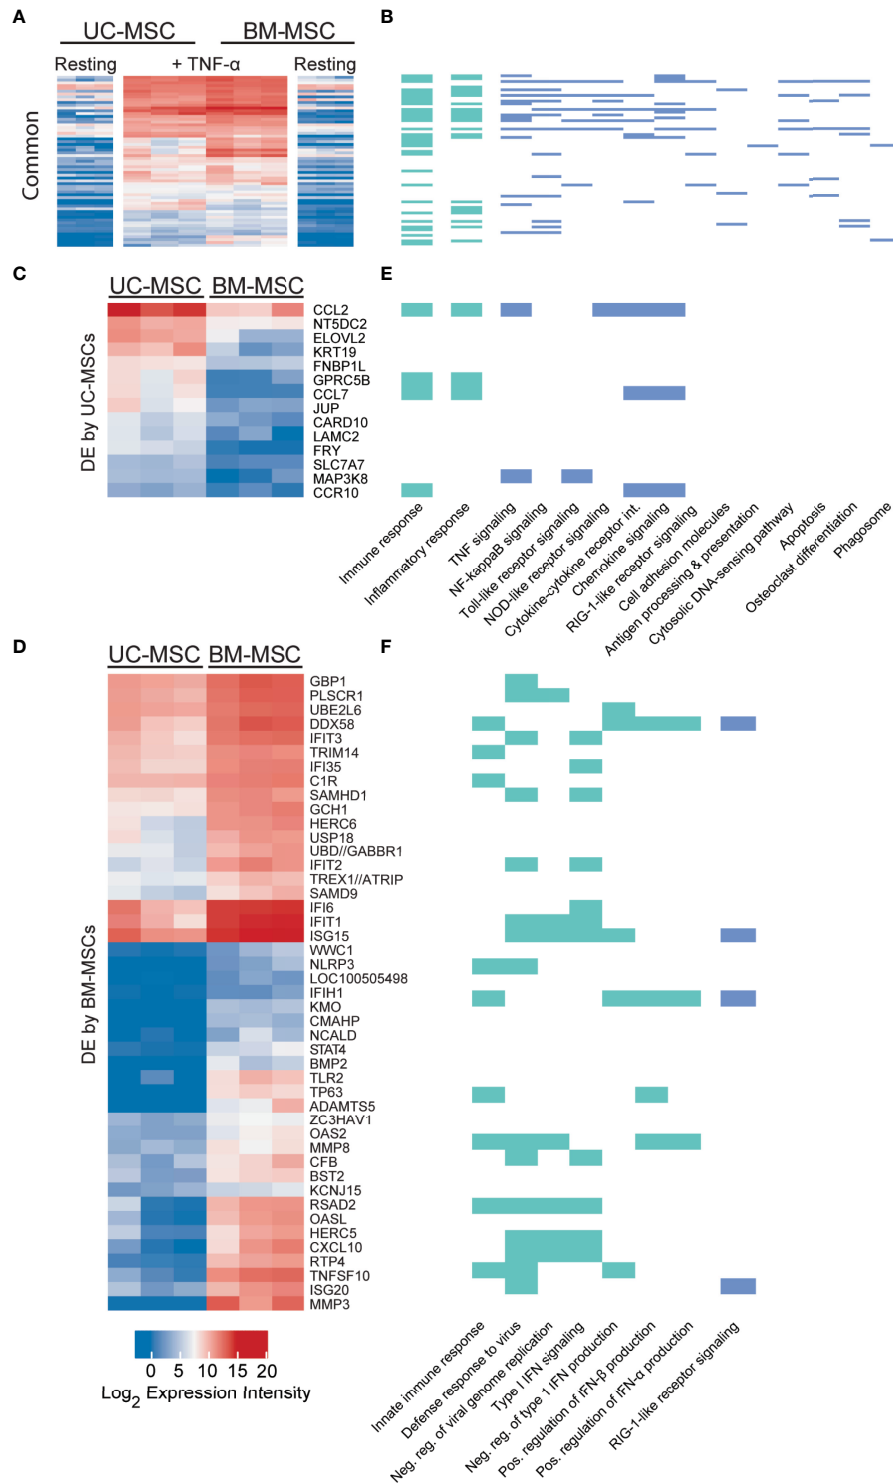 A
B
UC-MSC
BM-MSC
Resting
+ TNF-α
Resting
Common
C
E
UC-MSC
BM-MSC
DE by UC-MSCs
CCL2
NT5DC2
ELOVL2
KRT19
FNBP1L
GPRC5B
CCL7
JUP
CARD10
LAMC2
FRY
SLC7A7
MAP3K8
CCR10
Immune response
Inflammatory response
TNF signaling
NF-kappaB signaling
Toll-like receptor signaling
NOD-like receptor signaling
Cytokine-cytokine receptor int.
Chemokine signaling
RIG-1-like receptor signaling
Cell adhesion molecules
Antigen processing & presentation
Cytosolic DNA-sensing pathway
Apoptosis
Osteoclast differentiation
Phagosome
D
F
UC-MSC
BM-MSC
DE by BM-MSCs
GBP1
PLSCR1
UBE2L6
DDX58
IFIT3
TRIM14
IFI35
C1R
SAMHD1
GCH1
HERC6
USP18
UBD//GABBR1
IFIT2
TREX1//ATRIP
SAMD9
IFI6
IFIT1
ISG15
WWC1
NLRP3
LOC100505498
IFIH1
KMO
CMAHP
NCALD
STAT4
BMP2
TLR2
TP63
ADAMTS5
ZC3HAV1
OAS2
MMP8
CFB
BST2
KCNJ15
RSAD2
OASL
HERC5
CXCL10
RTP4
TNFSF10
ISG20
MMP3
0 5 10 15 20
Log2 Expression Intensity
Innate immune response
Defense response to virus
Neg. reg. of viral genome replication
Type I IFN signaling
Neg. reg. of type 1 IFN production
Pos. regulation of IFN-β production
Pos. regulation of IFN-α production
RIG-1-like receptor signaling